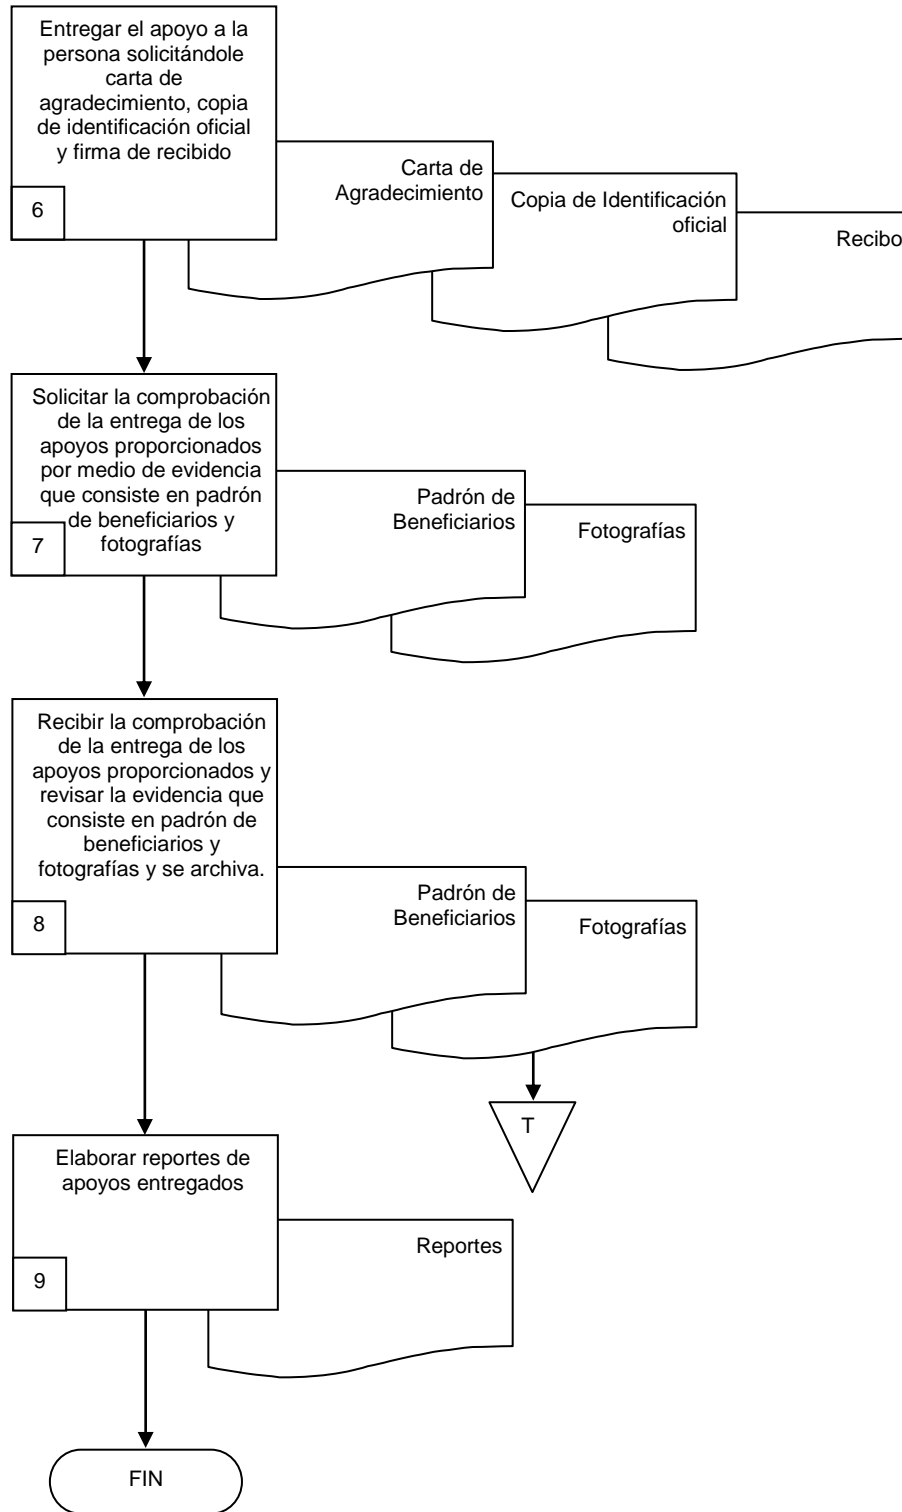 Entregar el apoyo a la
persona solicitándole
carta de
agradecimiento, copia
de identificación oficial
y firma de recibido
6
Carta de
Agradecimiento
Copia de Identificación
oficial
Recibo
Solicitar la comprobación
de la entrega de los
apoyos proporcionados
por medio de evidencia
que consiste en padrón
de beneficiarios y
fotografías
7
Padrón de
Beneficiarios
Fotografías
Recibir la comprobación
de la entrega de los
apoyos proporcionados y
revisar la evidencia que
consiste en padrón de
beneficiarios y
fotografías y se archiva.
8
Padrón de
Beneficiarios
Fotografías
T
Elaborar reportes de
apoyos entregados
9
Reportes
FIN